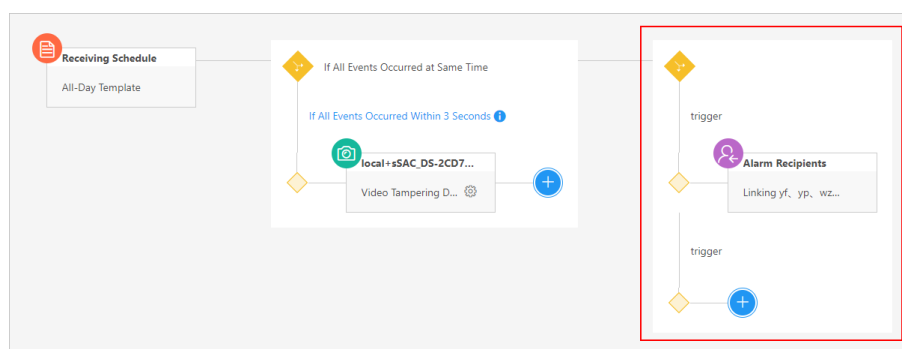 Receiving Schedule
All-Day Template
If All Events Occurred at Same Time
If All Events Occurred Within 3 Seconds
local+sSAC_DS-2CD7...
Video Tampering D...
trigger
Alarm Recipients
Linking yf、yp、wz...
trigger